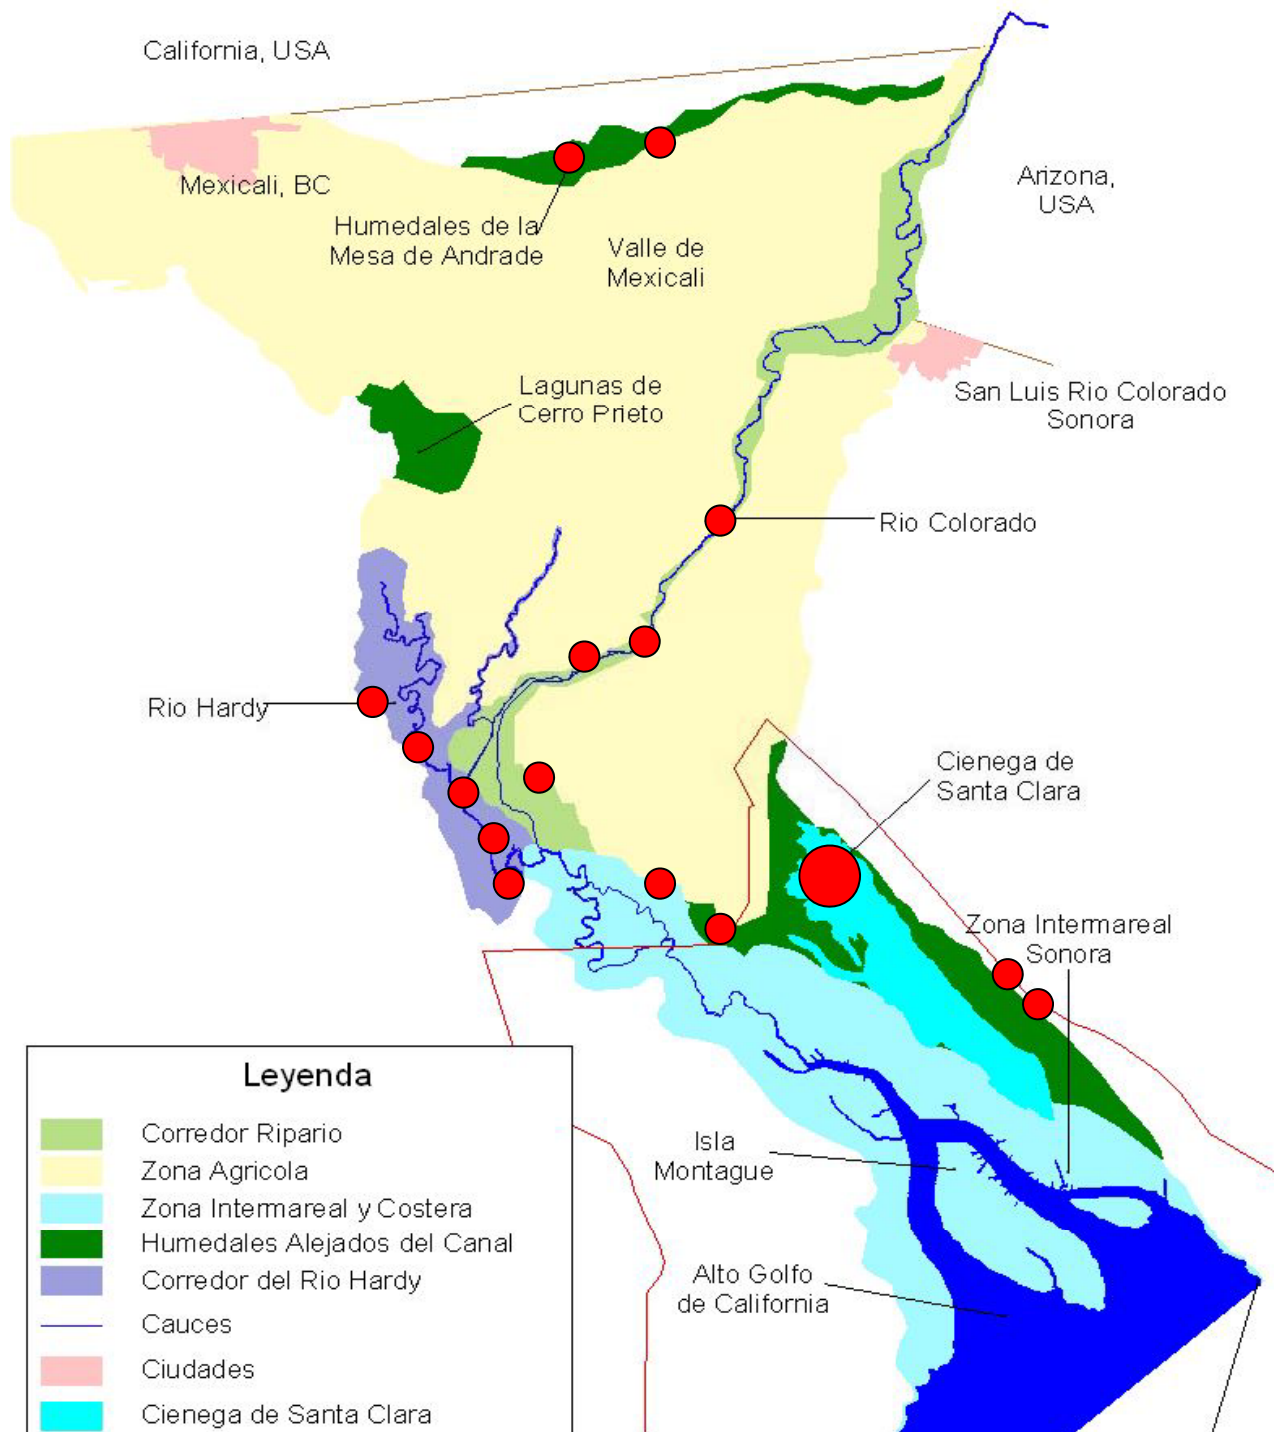 California, USA
Mexicali, BC
Arizona,
USA
Humedales de la
Mesa de Andrade
Valle de
Mexicali
Lagunas de
Cerro Prieto
San Luis Rio Colorado
Sonora
Rio Colorado
Rio Hardy
Cienega de
Santa Clara
Zona Intermareal
Sonora
Isla
Montague
Alto Golfo
de California
Leyenda
Corredor Ripario
Zona Agricola
Zona Intermareal y Costera
Humedales Alejados del Canal
Corredor del Rio Hardy
Cauces
Ciudades
Cienega de Santa Clara